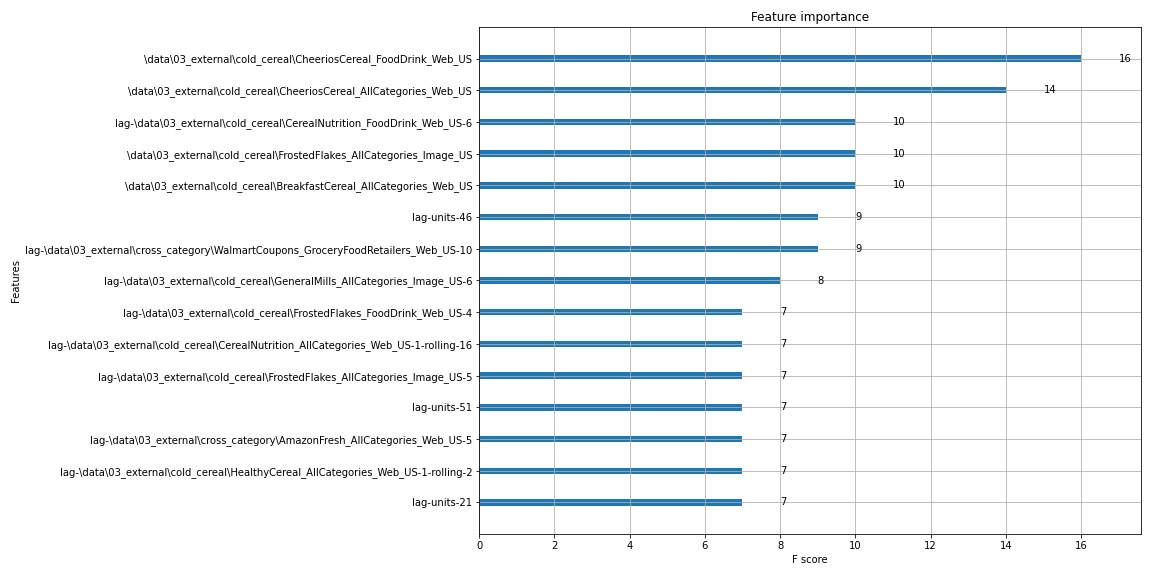 Feature importance
\data\03_external\cold_cereal\CheeriosCereal_FoodDrink_Web_US 16
\data\03_external\cold_cereal\CheeriosCereal_AllCategories_Web_US 14
lag-\data\03_external\cold_cereal\CerealNutrition_FoodDrink_Web_US-6 10
\data\03_external\cold_cereal\FrostedFlakes_AllCategories_Image_US 10
\data\03_external\cold_cereal\BreakfastCereal_AllCategories_Web_US 10
lag-units-46 9
lag-\data\03_external\cross_category\WalmartCoupons_GroceryFoodRetailers_Web_US-10 9
lag-\data\03_external\cold_cereal\GeneralMills_AllCategories_Image_US-6 8
lag-\data\03_external\cold_cereal\FrostedFlakes_FoodDrink_Web_US-4 7
lag-\data\03_external\cold_cereal\CerealNutrition_AllCategories_Web_US-1-rolling-16 7
lag-\data\03_external\cold_cereal\FrostedFlakes_AllCategories_Image_US-5 7
lag-units-51 7
lag-\data\03_external\cross_category\AmazonFresh_AllCategories_Web_US-5 7
lag-\data\03_external\cold_cereal\HealthyCereal_AllCategories_Web_US-1-rolling-2 7
lag-units-21 7
Features
0 2 4 6 8 10 12 14 16
F score